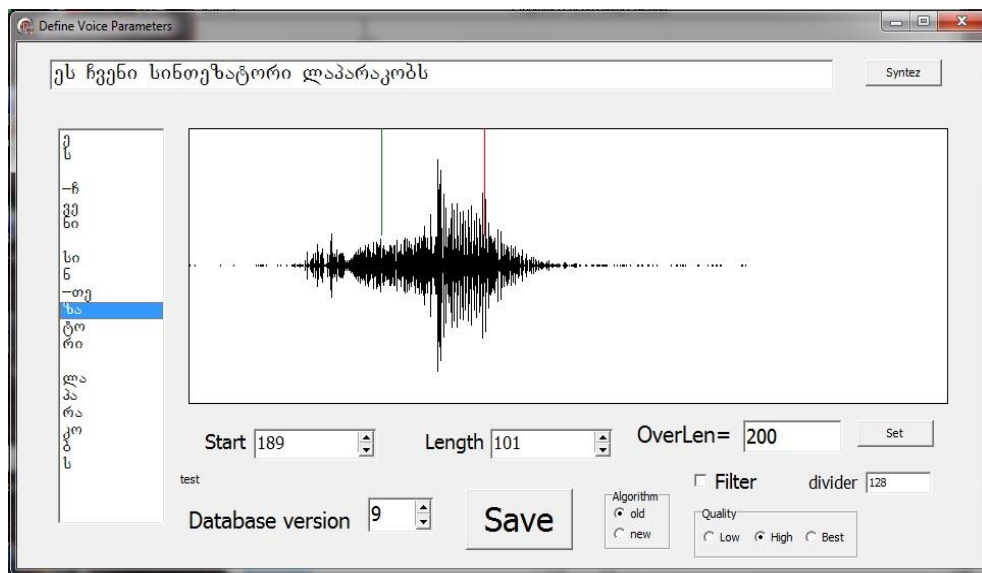 Define Voice Parameters
ეს ჩვენი სინთეზატორი ლაპარაკობს
Syntez
ე
ს
–ჩ
ვე
ნი
სი
ნ
–თე
ზა
ტო
რი
ლა
პა
რა
კო
ბ
ს
Start 189
Length 101
OverLen= 200
Set
test
Filter
divider 128
Database version 9
Save
Algorithm
old
new
Quality
Low High Best